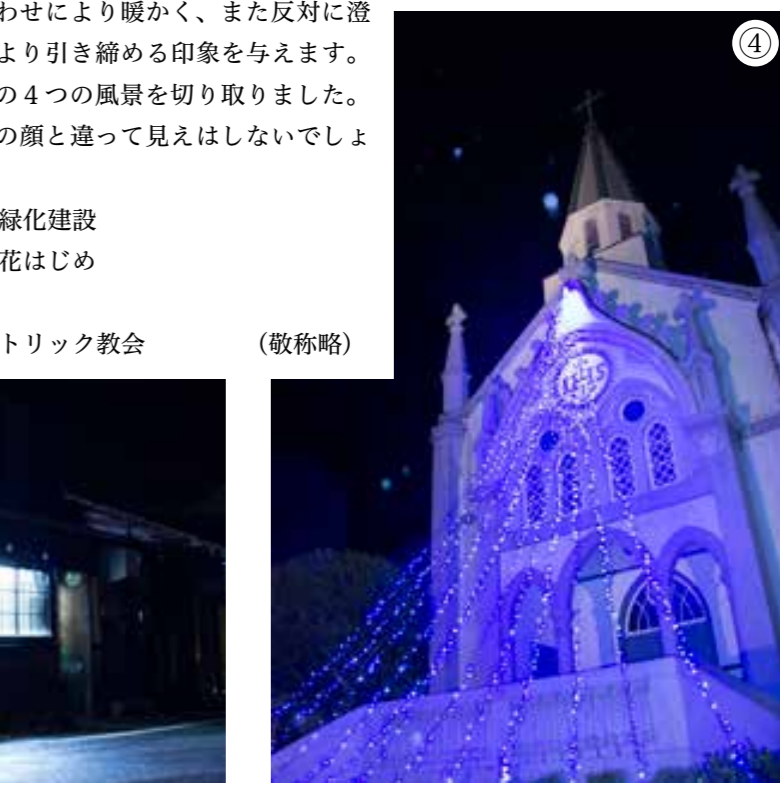 わせにより暖かく、また反対に澄
より引き締める印象を与えます。
の４つの風景を切り取りました。
の顔と違って見えはしないでしょ
緑化建設
花はじめ
トリック教会　　　　（敬称略）
④